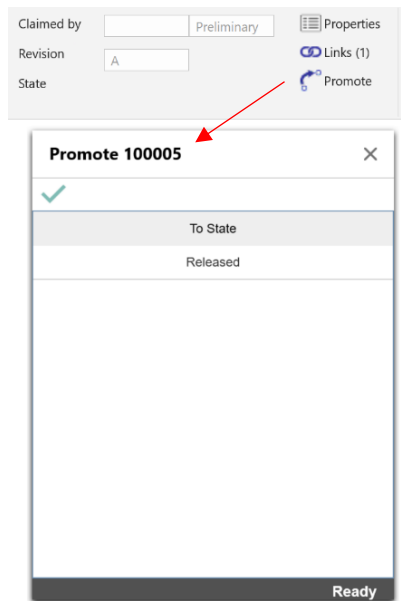 Claimed by Preliminary Properties
Revision A Links (1)
State Promote
Promote 100005
To State
Released
Ready